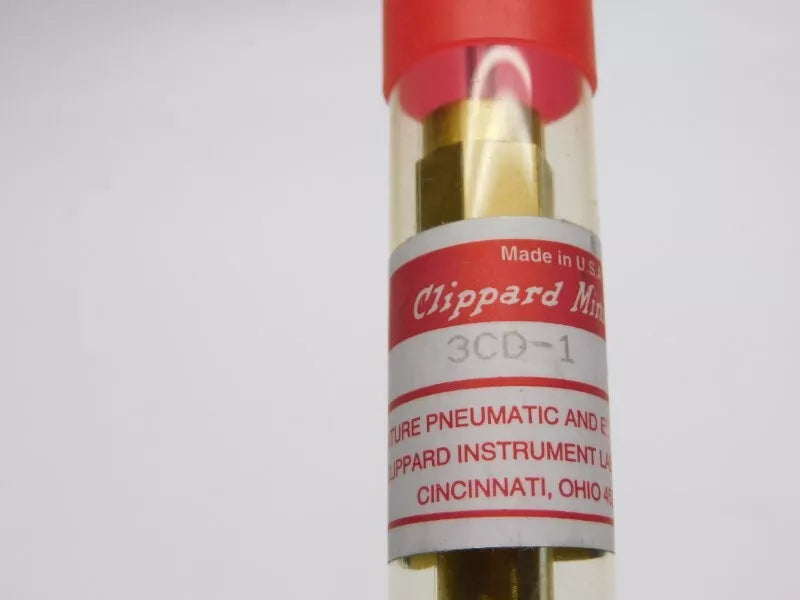 Made in U.S.A
Clippard Min
3CD-1
TURE PNEUMATIC AND E
LIPPARD INSTRUMENT LA
CINCINNATI, OHIO 45